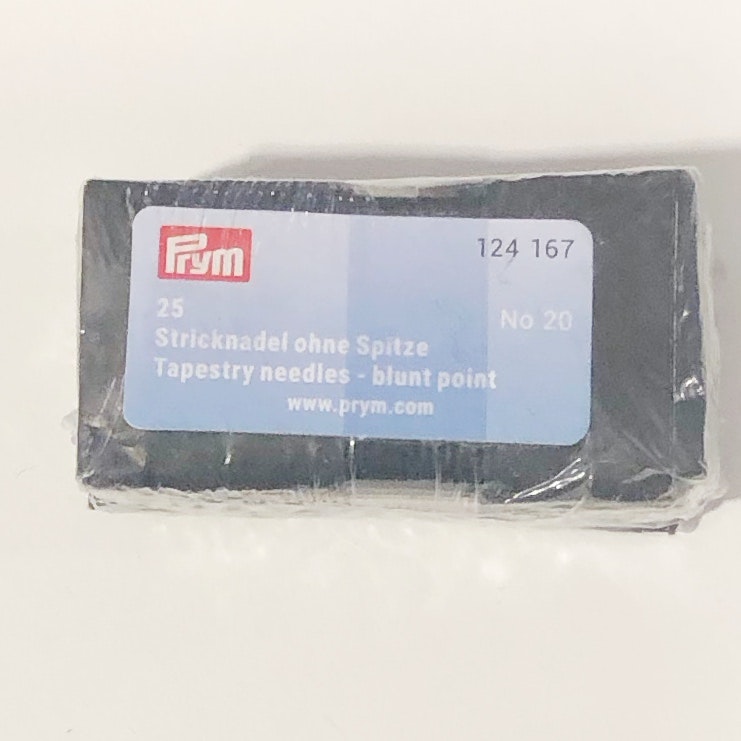 Prym
124 167
25
No 20
Stricknadel ohne Spitze
Tapestry needles - blunt point
www.prym.com